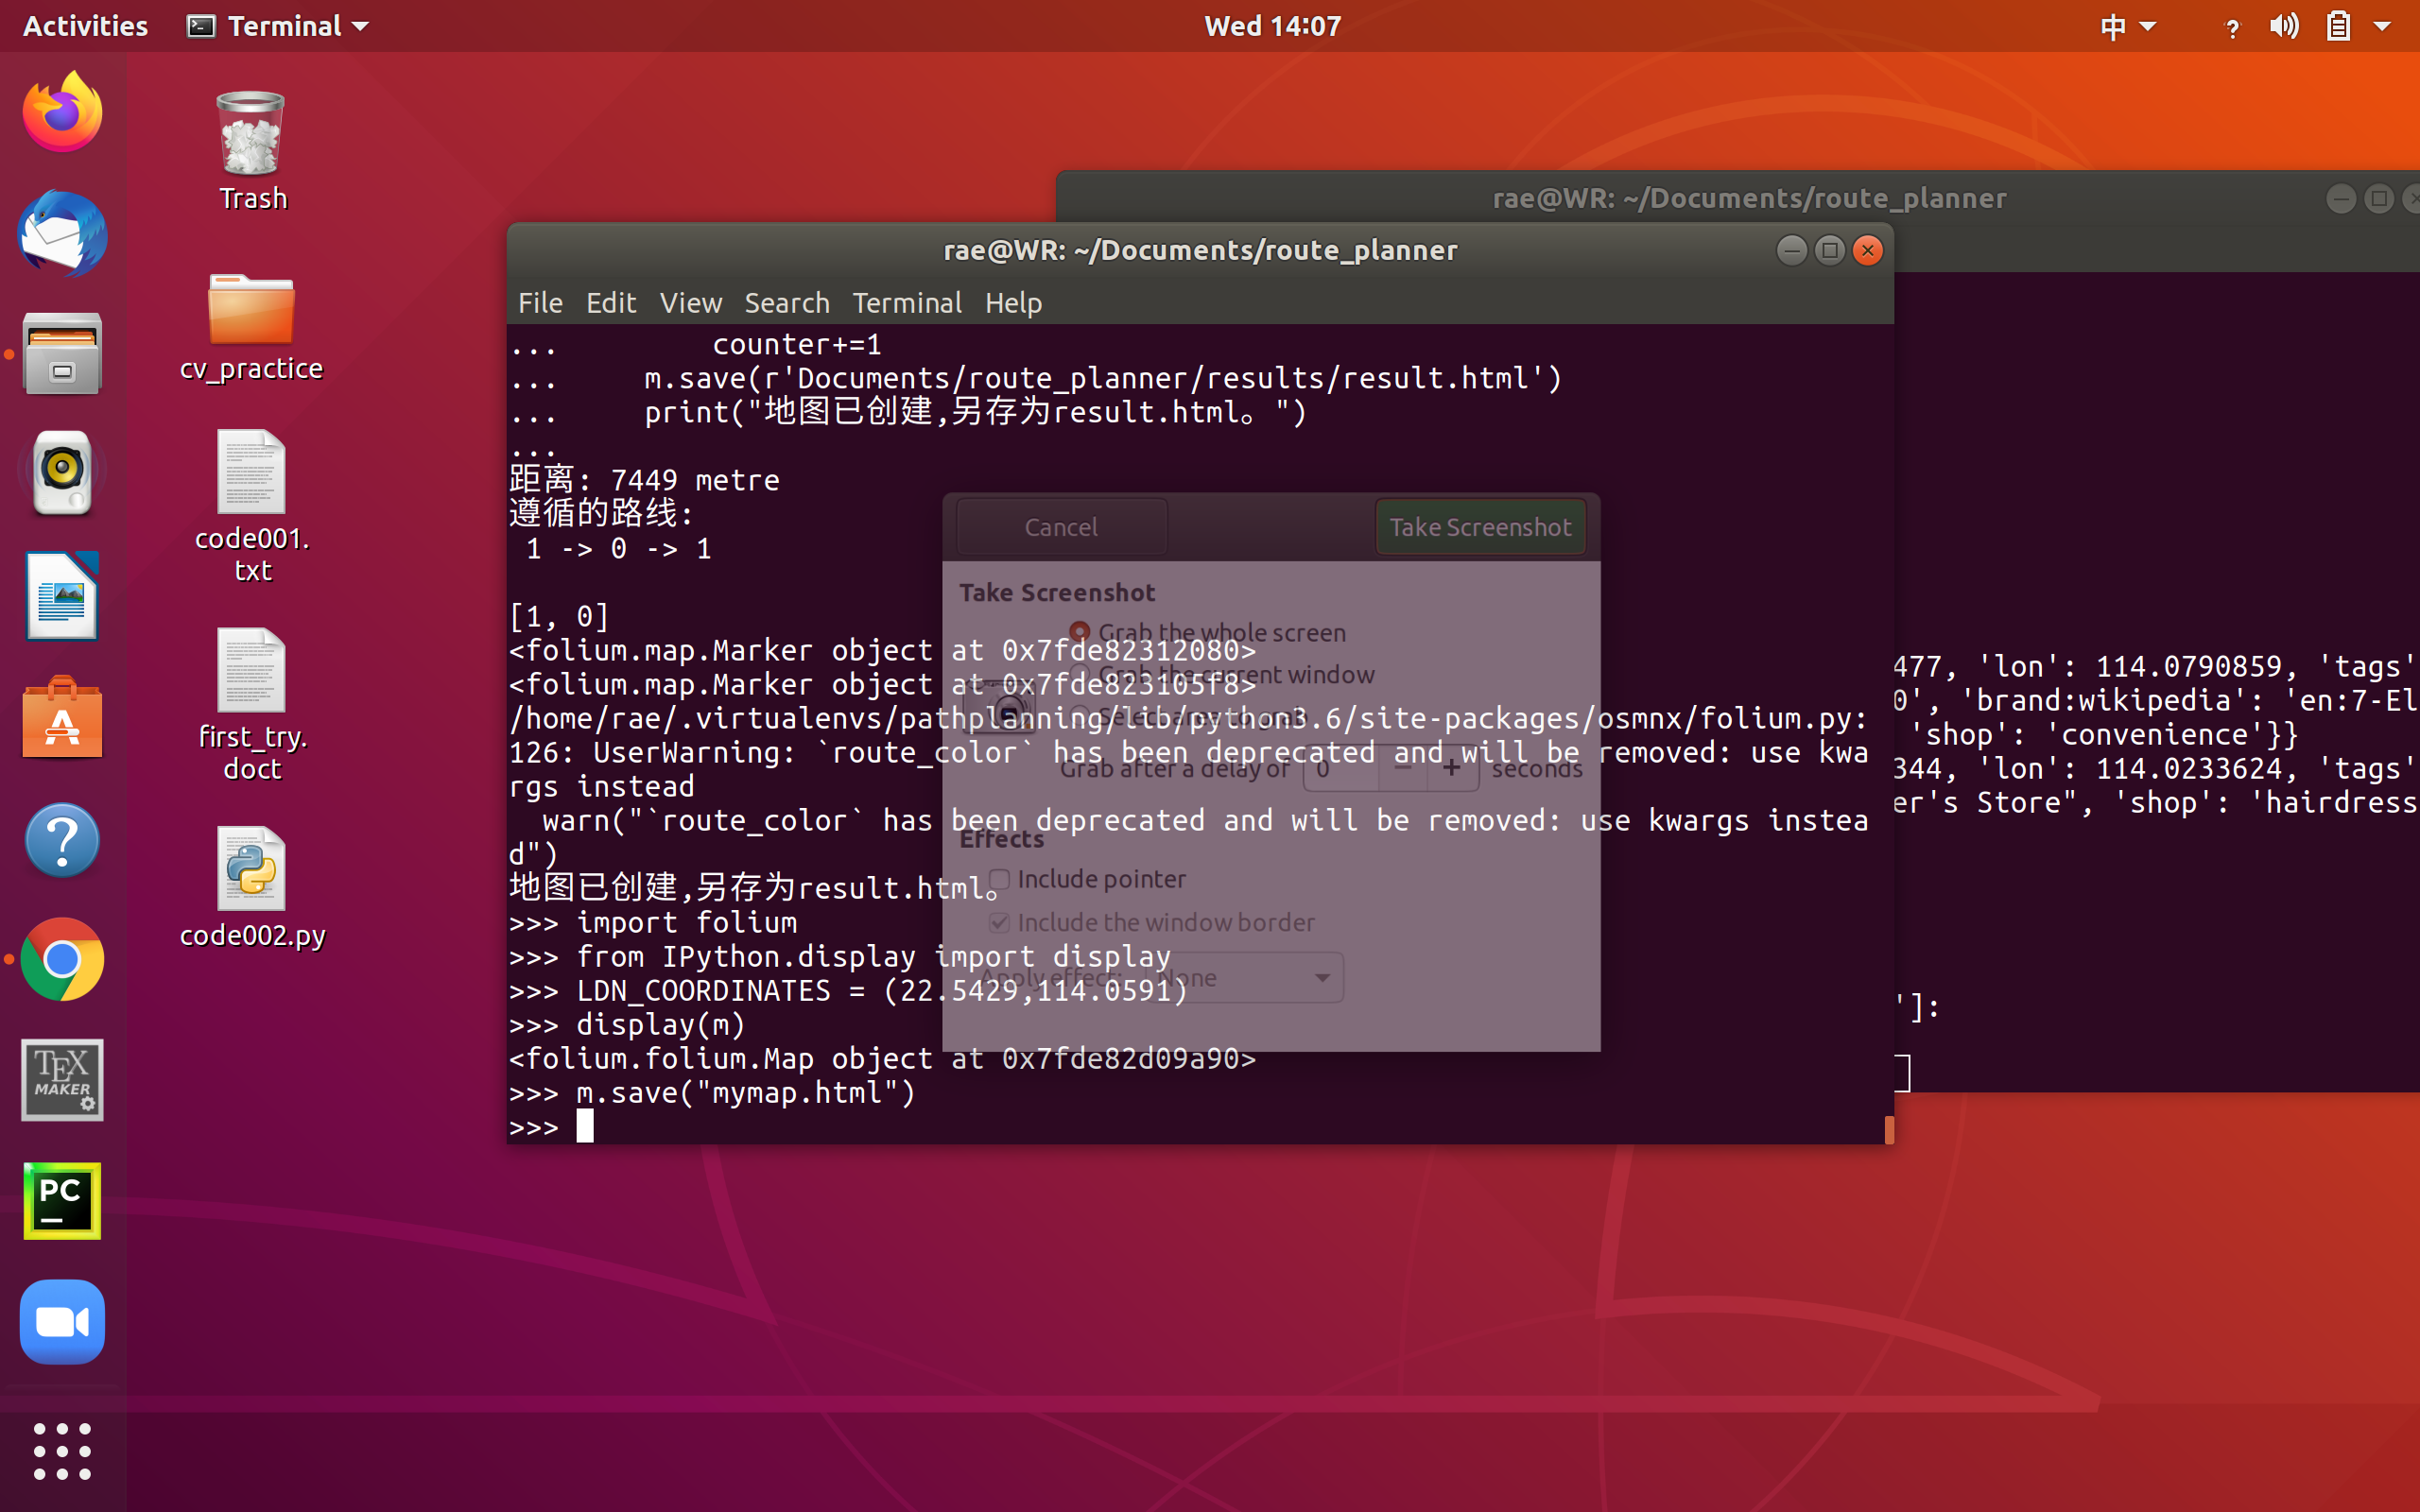 Activities
Terminal
Wed 14:07
中
?
Trash
cv_practice
code001.
txt
first_try.
doct
code002.py
TEX
MAKER
PC
rae@WR: ~/Documents/route_planner
rae@WR: ~/Documents/route_planner
File Edit View Search Terminal Help
...         counter+=1
...     m.save(r'Documents/route_planner/results/result.html')
...     print("地图已创建,另存为result.html。")
...
距离: 7449 metre
遵循的路线:
 1 -> 0 -> 1
[1, 0]
<folium.map.Marker object at 0x7fde82312080>
<folium.map.Marker object at 0x7fde823105f8>
/home/rae/.virtualenvs/pathplanning/lib/python3.6/site-packages/osmnx/folium.py:
126: UserWarning: `route_color` has been deprecated and will be removed: use kwa
rgs instead
  warn("`route_color` has been deprecated and will be removed: use kwargs instea
d")
地图已创建,另存为result.html。
>>> import folium
>>> from IPython.display import display
>>> LDN_COORDINATES = (22.5429,114.0591)
>>> display(m)
<folium.folium.Map object at 0x7fde82d09a90>
>>> m.save("mymap.html")
>>>
Cancel
Take Screenshot
Take Screenshot
Grab the whole screen
Grab the current window
Select area to grab
Grab after a delay of 0 − + seconds
Effects
Include pointer
Include the window border
Apply effect: None
477, 'lon': 114.0790859, 'tags'
0', 'brand:wikipedia': 'en:7-El
'shop': 'convenience'}}
344, 'lon': 114.0233624, 'tags'
er's Store", 'shop': 'hairdress
']: